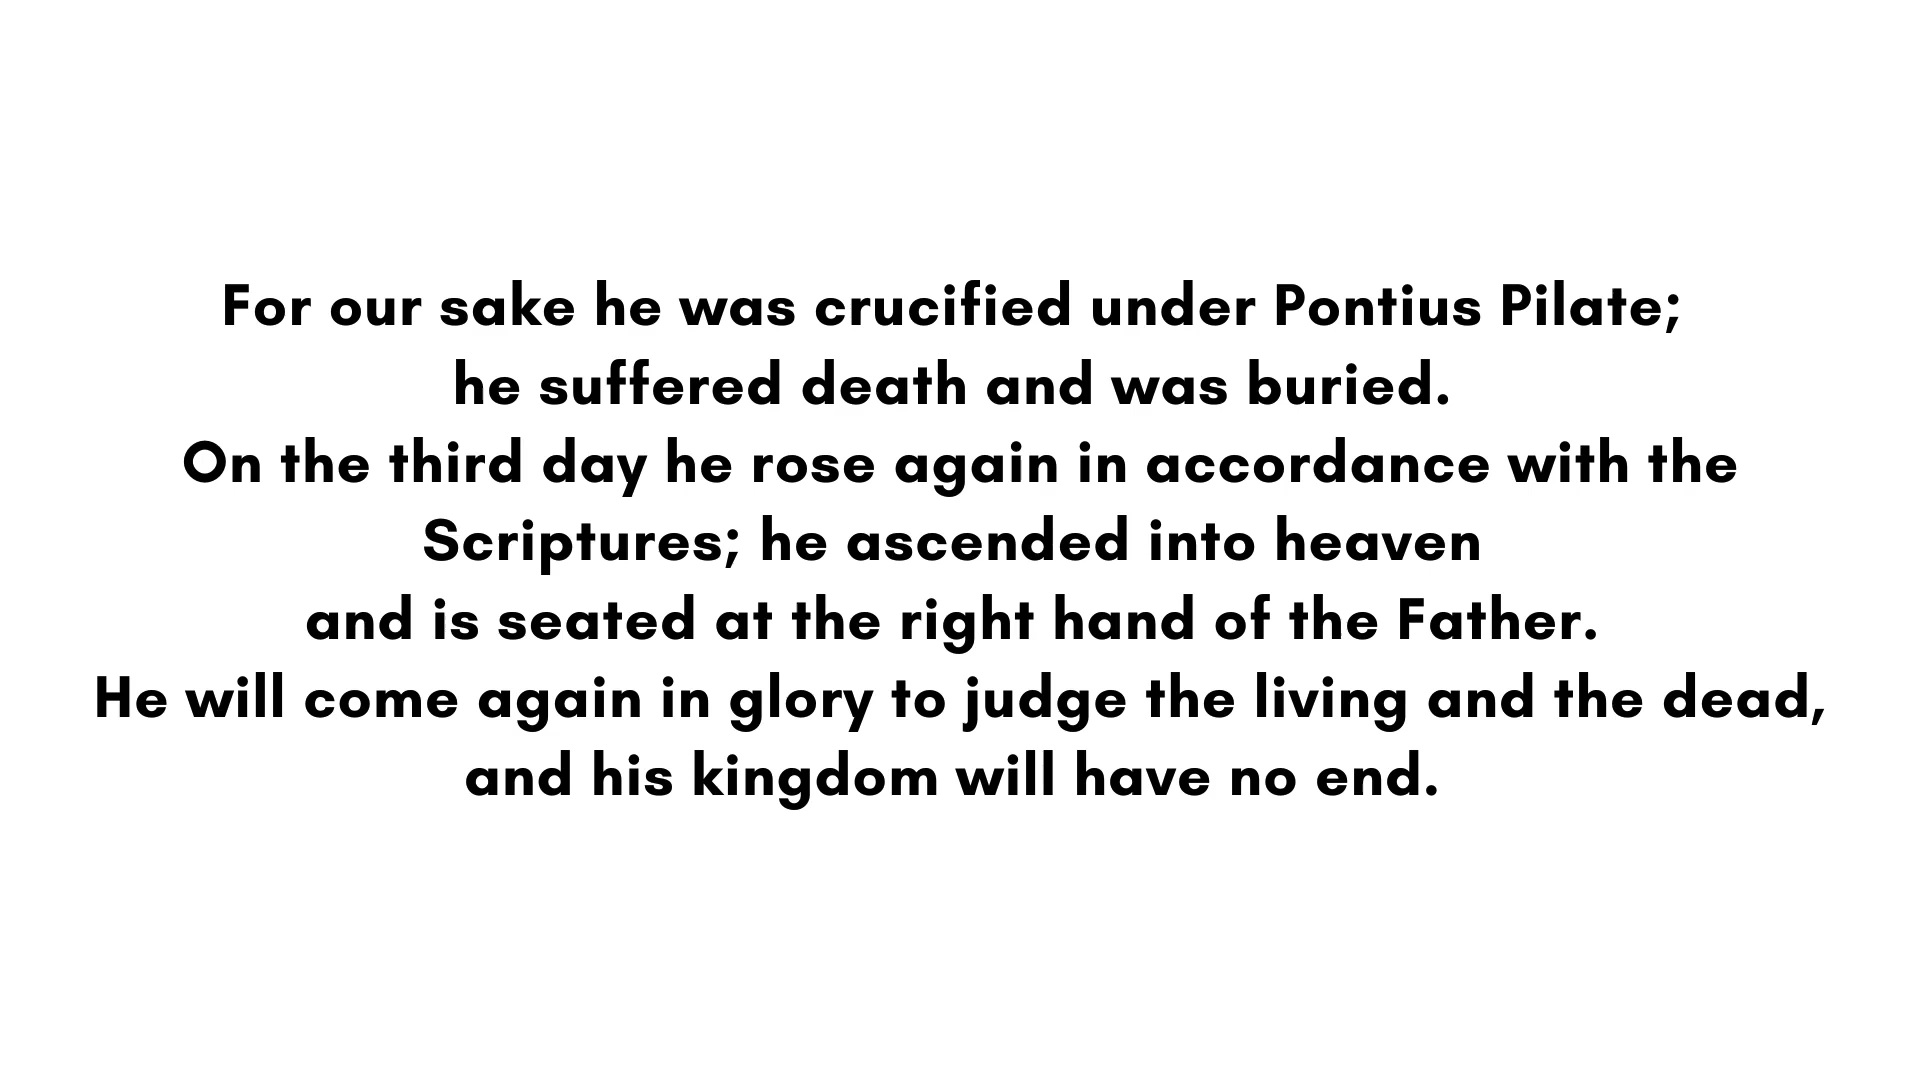 For our sake he was crucified under Pontius Pilate;
he suffered death and was buried.
On the third day he rose again in accordance with the
Scriptures; he ascended into heaven
and is seated at the right hand of the Father.
He will come again in glory to judge the living and the dead,
and his kingdom will have no end.